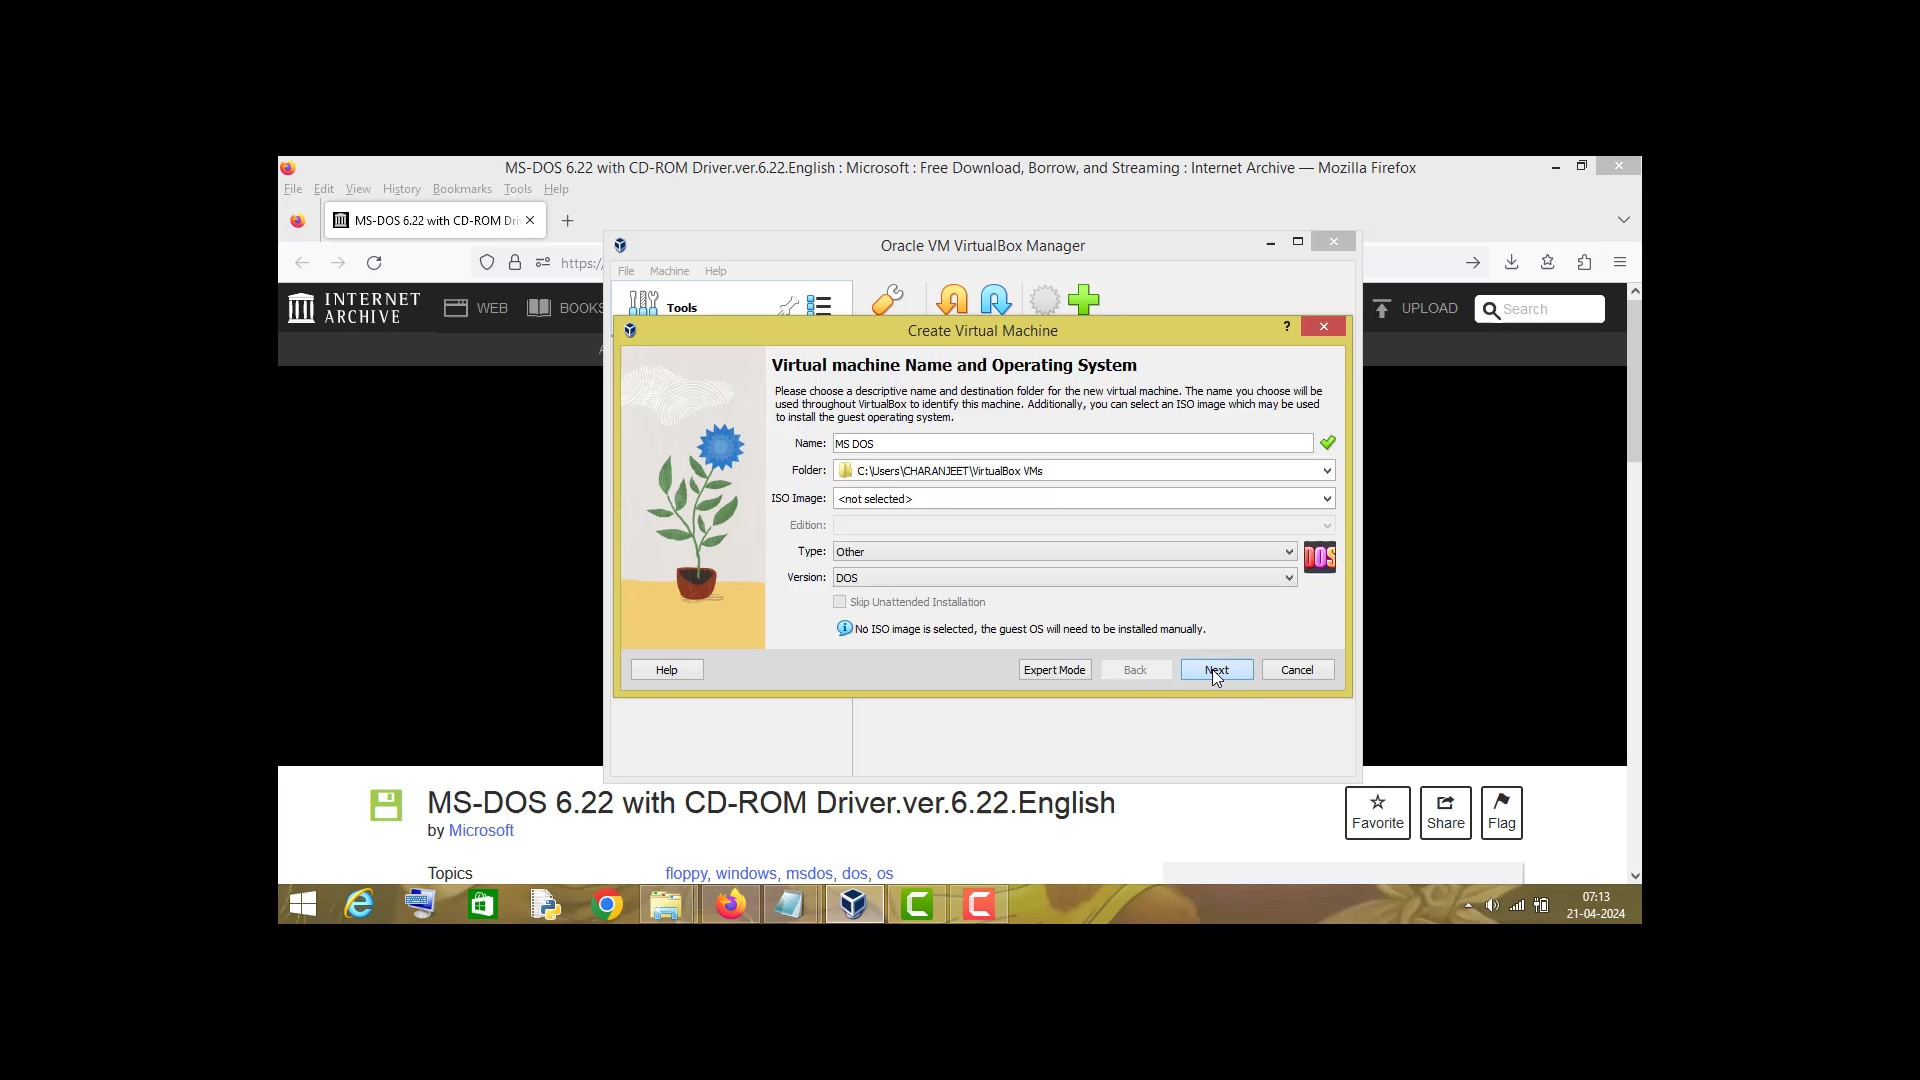 MS-DOS 6.22 with CD-ROM Driver.ver.6.22.English : Microsoft : Free Download, Borrow, and Streaming : Internet Archive — Mozilla Firefox
File Edit View History Bookmarks Tools Help
MS-DOS 6.22 with CD-ROM Dri
https:/
Oracle VM VirtualBox Manager
File Machine Help
Tools
INTERNET
ARCHIVE
WEB
BOOKS
UPLOAD
Search
Create Virtual Machine
?
Virtual machine Name and Operating System
Please choose a descriptive name and destination folder for the new virtual machine. The name you choose will be
used throughout VirtualBox to identify this machine. Additionally, you can select an ISO image which may be used
to install the guest operating system.
Name: MS DOS
Folder: C:\Users\CHARANJEET\VirtualBox VMs
ISO Image: <not selected>
Edition:
Type: Other
DOS
Version: DOS
Skip Unattended Installation
No ISO image is selected, the guest OS will need to be installed manually.
Help Expert Mode Back Next Cancel
MS-DOS 6.22 with CD-ROM Driver.ver.6.22.English
by Microsoft
Favorite Share Flag
Topics floppy, windows, msdos, dos, os
07:13
21-04-2024